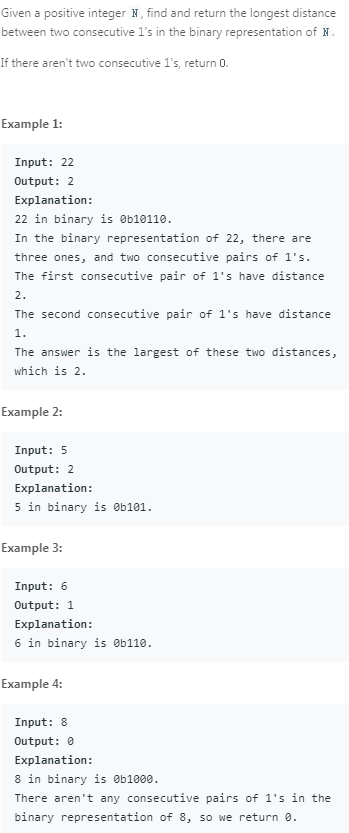 Given a positive integer N, find and return the longest distance
between two consecutive 1's in the binary representation of N.
If there aren't two consecutive 1's, return 0.
Example 1:
Input: 22
Output: 2
Explanation:
22 in binary is 0b10110.
In the binary representation of 22, there are
three ones, and two consecutive pairs of 1's.
The first consecutive pair of 1's have distance
2.
The second consecutive pair of 1's have distance
1.
The answer is the largest of these two distances,
which is 2.
Example 2:
Input: 5
Output: 2
Explanation:
5 in binary is 0b101.
Example 3:
Input: 6
Output: 1
Explanation:
6 in binary is 0b110.
Example 4:
Input: 8
Output: 0
Explanation:
8 in binary is 0b1000.
There aren't any consecutive pairs of 1's in the
binary representation of 8, so we return 0.